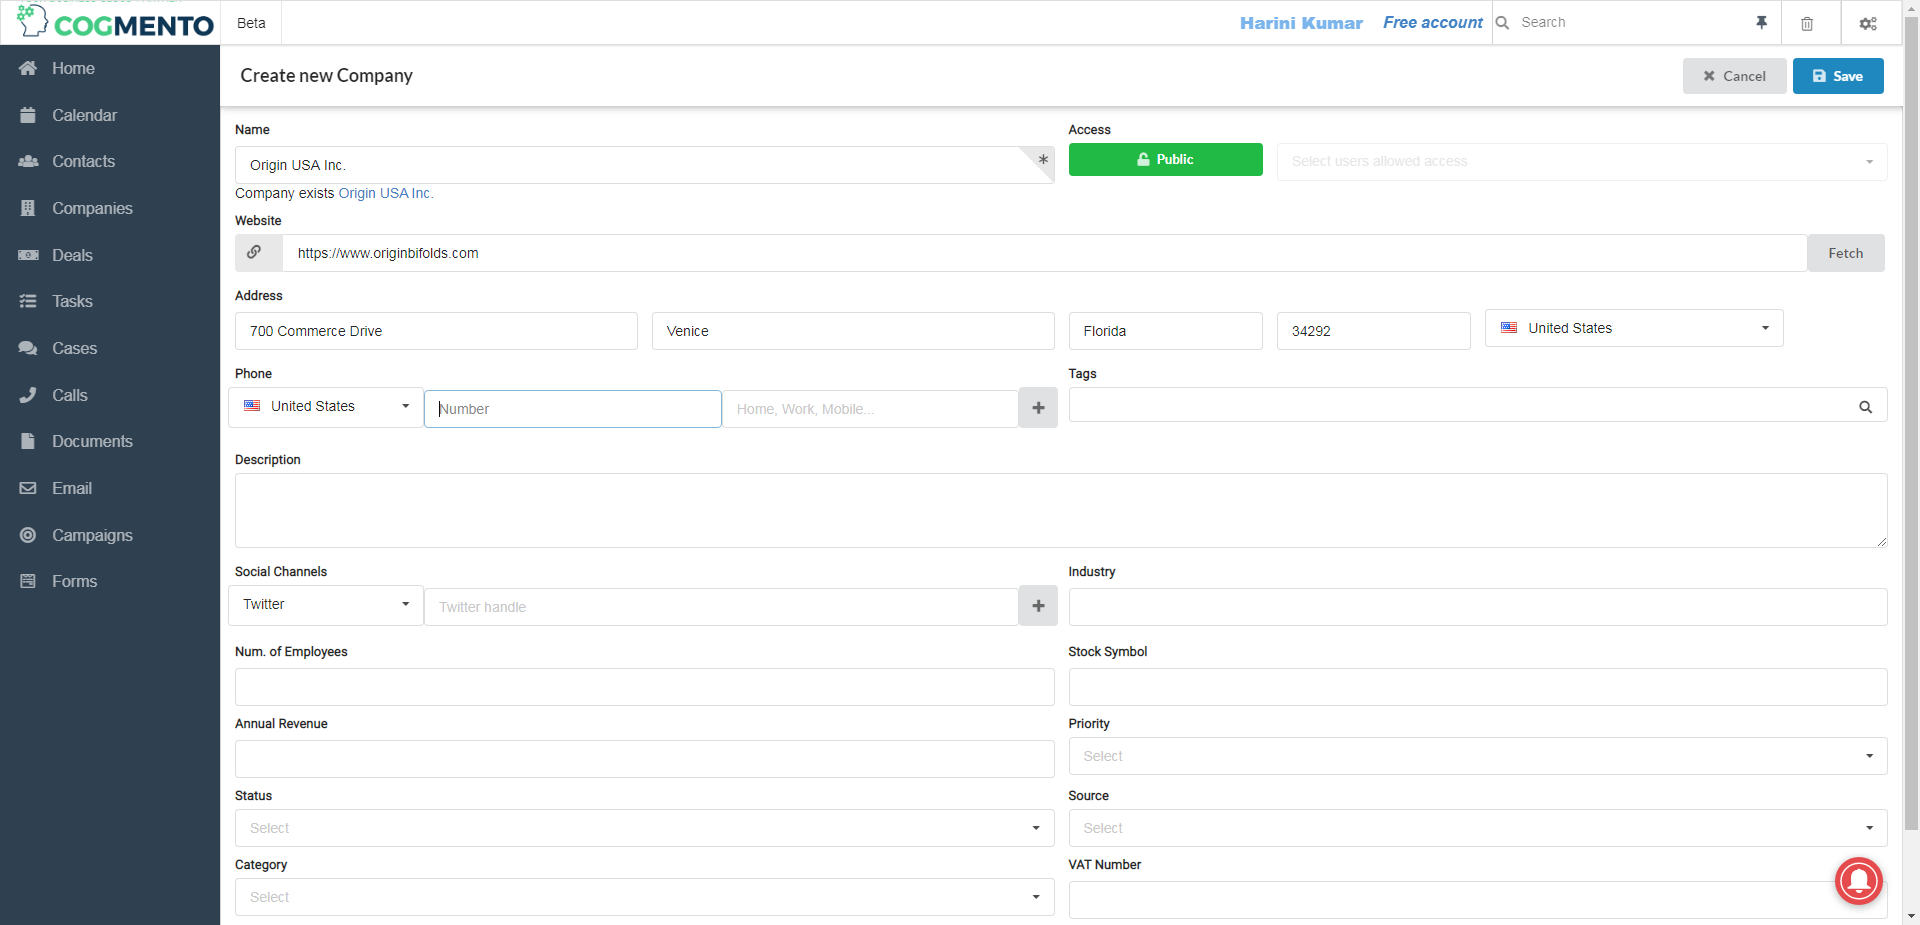 COGMENTO
Beta
Harini Kumar
Free account
Search
Home
Calendar
Contacts
Companies
Deals
Tasks
Cases
Calls
Documents
Email
Campaigns
Forms
Create new Company
Cancel
Save
Name
Access
Origin USA Inc.
*
Public
Select users allowed access
Company exists Origin USA Inc.
Website
https://www.originbifolds.com
Fetch
Address
700 Commerce Drive
Venice
Florida
34292
United States
Phone
Tags
United States
Number
Home, Work, Mobile...
Description
Social Channels
Industry
Twitter
Twitter handle
Num. of Employees
Stock Symbol
Annual Revenue
Priority
Select
Status
Source
Select
Select
Category
VAT Number
Select